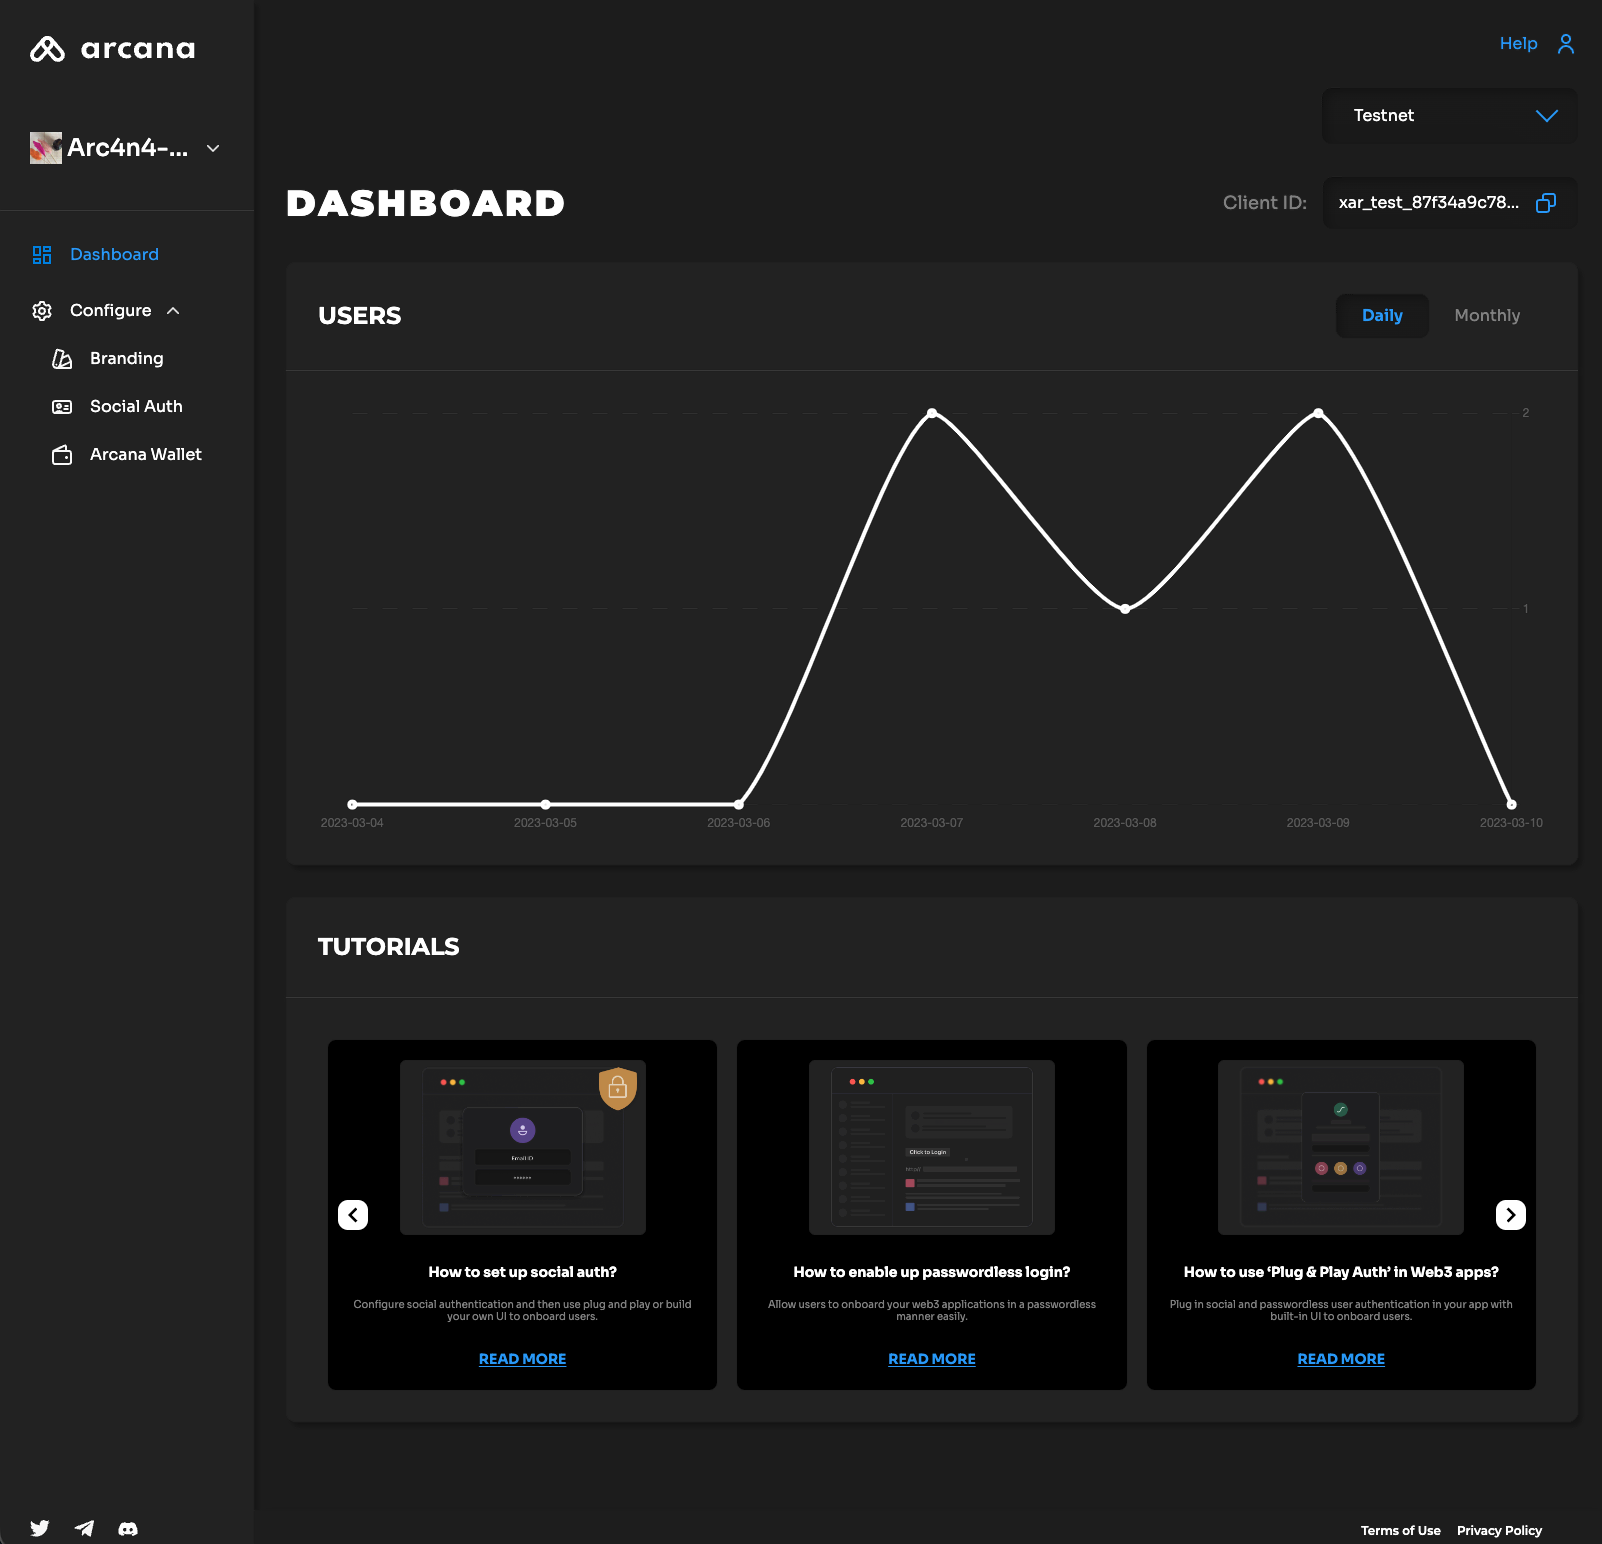 arcana
Help
Testnet
Arc4n4-...
DASHBOARD
Client ID:
xar_test_87f34a9c78...
Dashboard
Configure
Branding
Social Auth
Arcana Wallet
USERS
Daily
Monthly
2
1
2023-03-04
2023-03-05
2023-03-06
2023-03-07
2023-03-08
2023-03-09
2023-03-10
TUTORIALS
Email ID
******
How to set up social auth?
Configure social authentication and then use plug and play or build
your own UI to onboard users.
READ MORE
Click to Login
How to enable up passwordless login?
Allow users to onboard your web3 applications in a passwordless
manner easily.
READ MORE
How to use ‘Plug & Play Auth’ in Web3 apps?
Plug in social and passwordless user authentication in your app with
built-in UI to onboard users.
READ MORE
Terms of Use
Privacy Policy